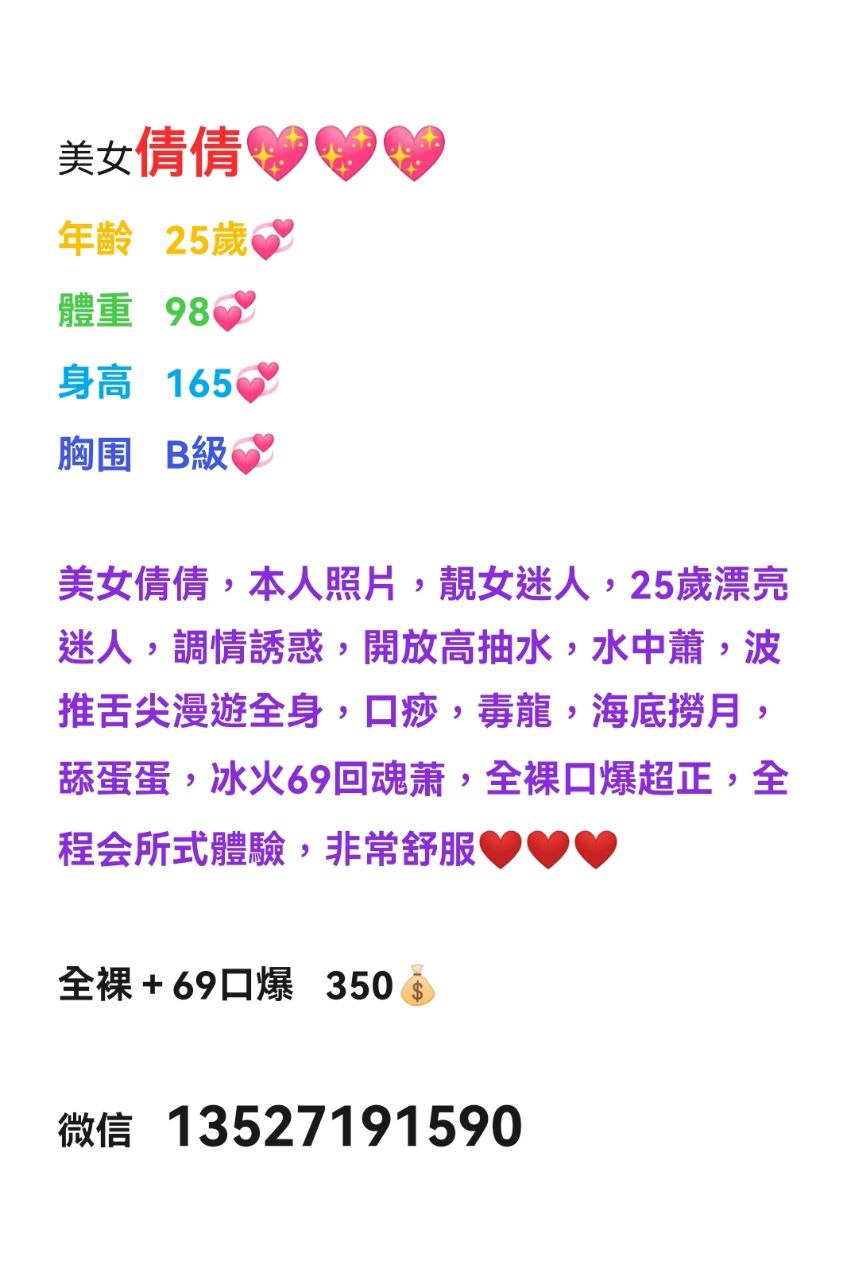 美女倩倩💖💖💖
年齡 25歲💞
體重 98💞
身高 165💞
胸围 B級💞
美女倩倩，本人照片，靚女迷人，25歲漂亮
迷人，調情誘惑，開放高抽水，水中蕭，波
推舌尖漫遊全身，口痧，毒龍，海底撈月，
舔蛋蛋，冰火69回魂萧，全裸口爆超正，全
程会所式體驗，非常舒服❤️❤️❤️
全裸 + 69口爆 350💰
微信 13527191590